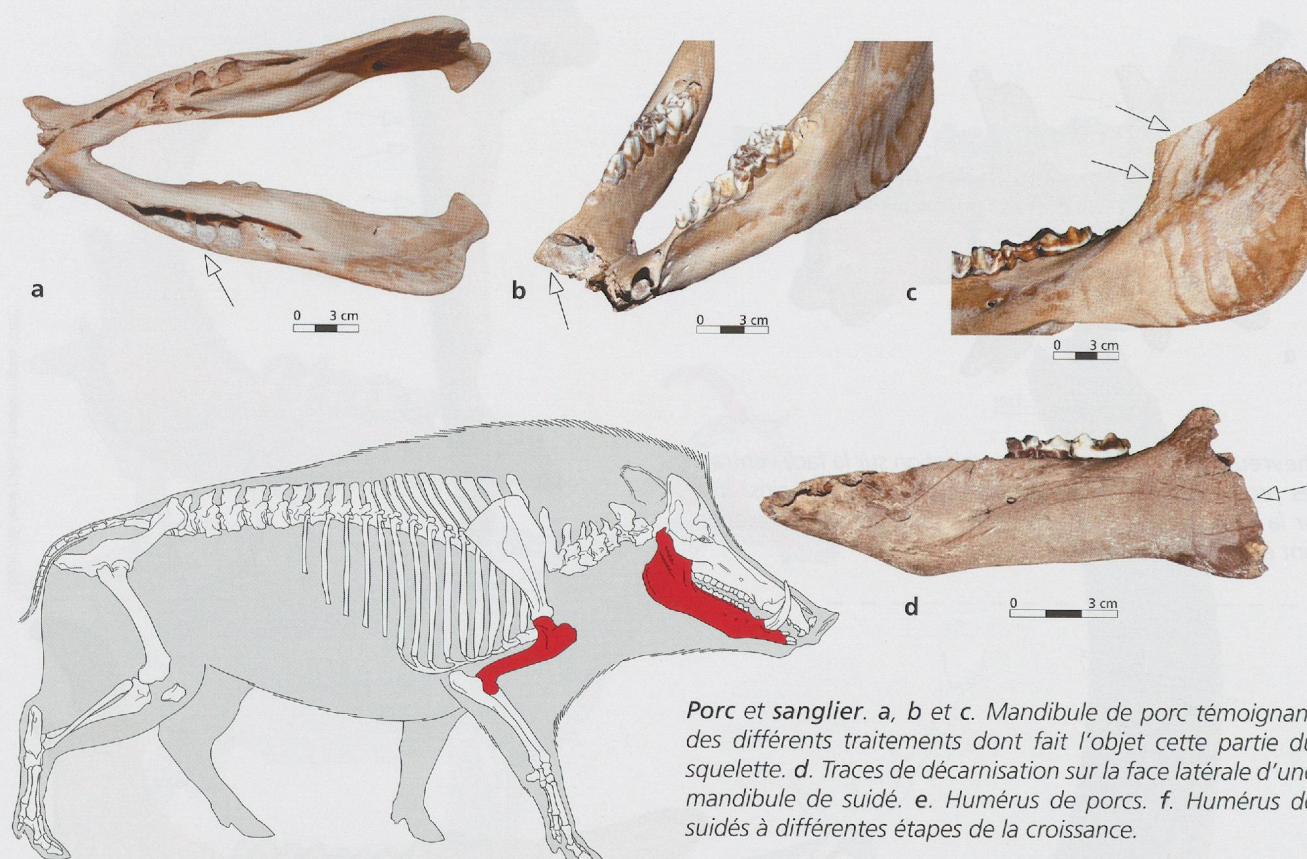 a
0 3 cm
b
0 3 cm
c
0 3 cm
d
0 3 cm
Porc et sanglier. a, b et c. Mandibule de porc témoignan
des différents traitements dont fait l'objet cette partie du
squelette. d. Traces de décarnisation sur la face latérale d'une
mandibule de suidé. e. Humérus de porcs. f. Humérus de
suidés à différentes étapes de la croissance.